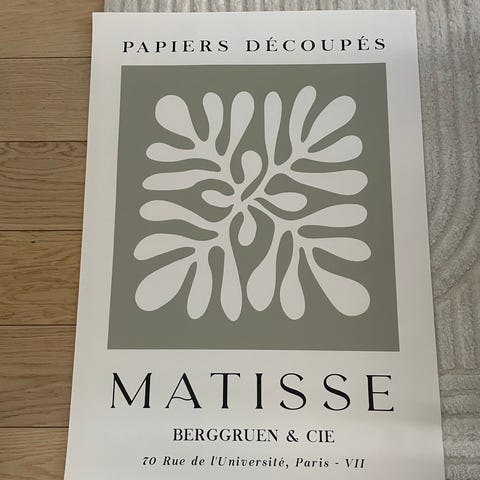 PAPIERS DÉCOUPÉS
MATISSE
BERGGRUEN & CIE
70 Rue de l'Université, Paris - VII